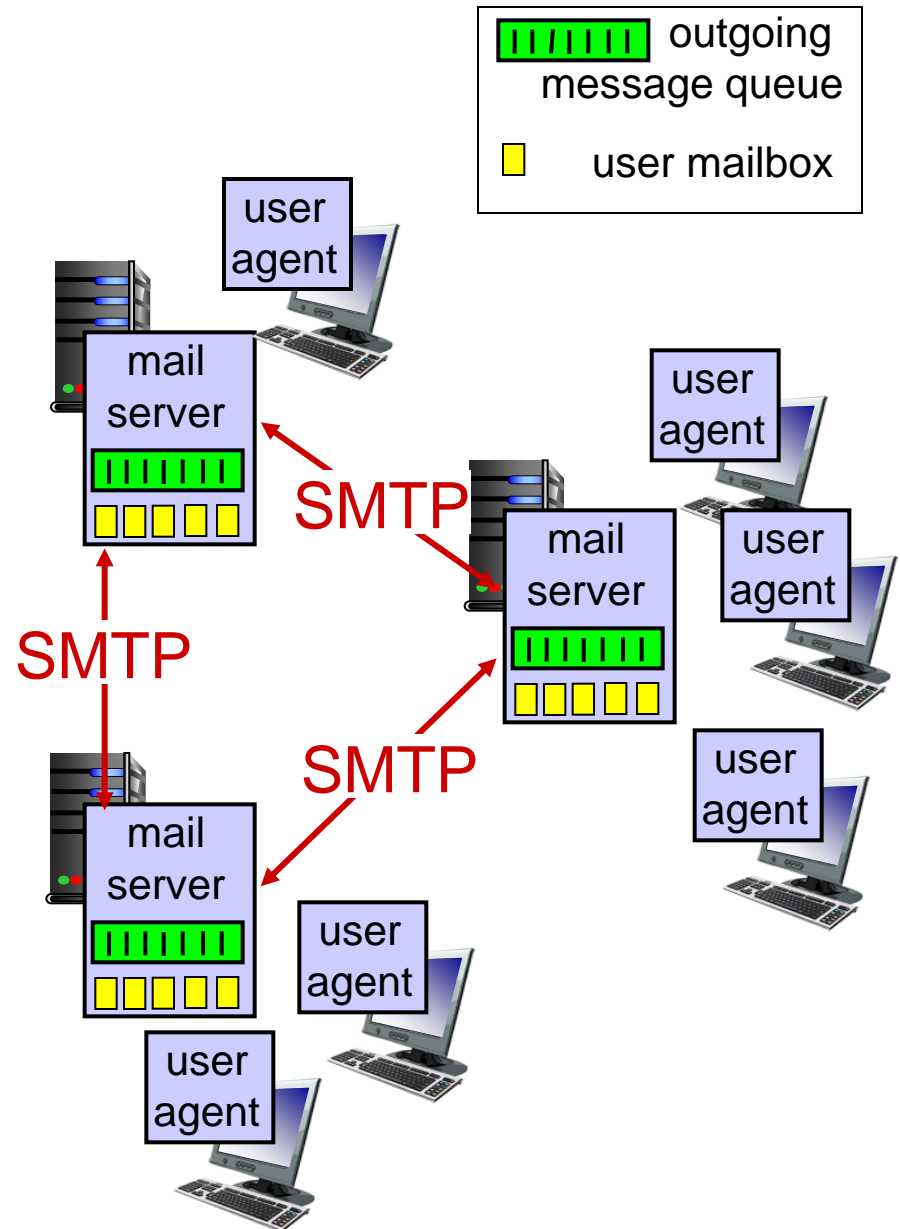 outgoing
message queue
user mailbox
user
agent
mail
server
user
agent
SMTP
mail
server
user
agent
SMTP
SMTP
user
agent
mail
server
user
agent
user
agent